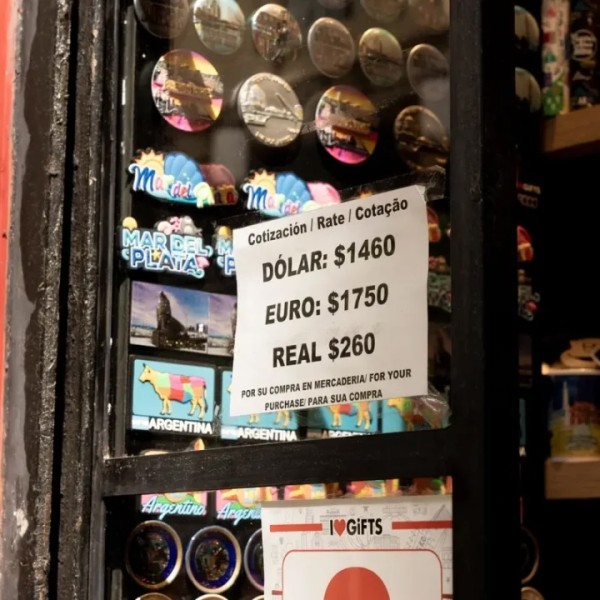 Mar del
Mar del
MAR DEL
PLATA
Cotización / Rate / Cotação
DÓLAR: $1460
EURO: $1750
REAL $260
POR SU COMPRA EN MERCADERIA/ FOR YOUR
PURCHASE/ PARA SUA COMPRA
ARGENTINA
ARGENTINA
Argentina
Argentina
I❤GiFTS